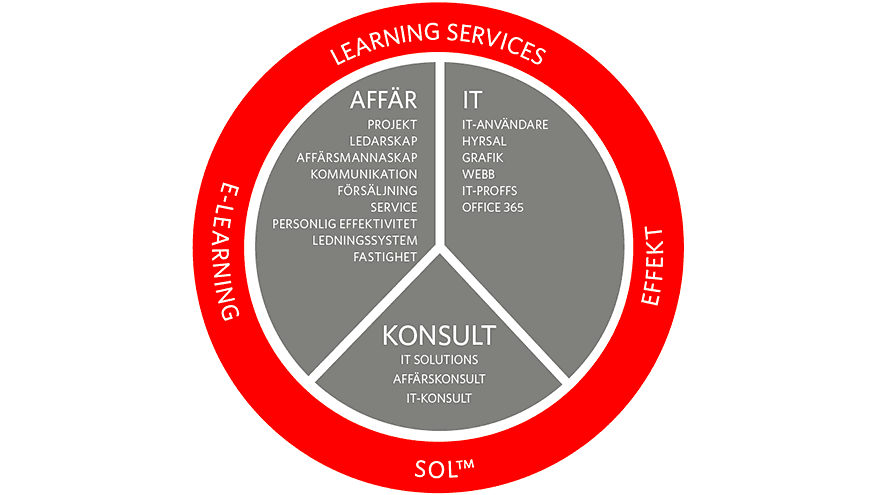 LEARNING SERVICES
AFFÄR
PROJEKT
LEDARSKAP
AFFÄRSMANNASKAP
KOMMUNIKATION
FÖRSÄLJNING
SERVICE
PERSONLIG EFFEKTIVITET
LEDNINGSSYSTEM
FASTIGHET
IT
IT-ANVÄNDARE
HYRSAL
GRAFIK
WEBB
IT-PROFFS
OFFICE 365
E-LEARNING
EFFEKT
KONSULT
IT SOLUTIONS
AFFÄRSKONSULT
IT-KONSULT
SOL™